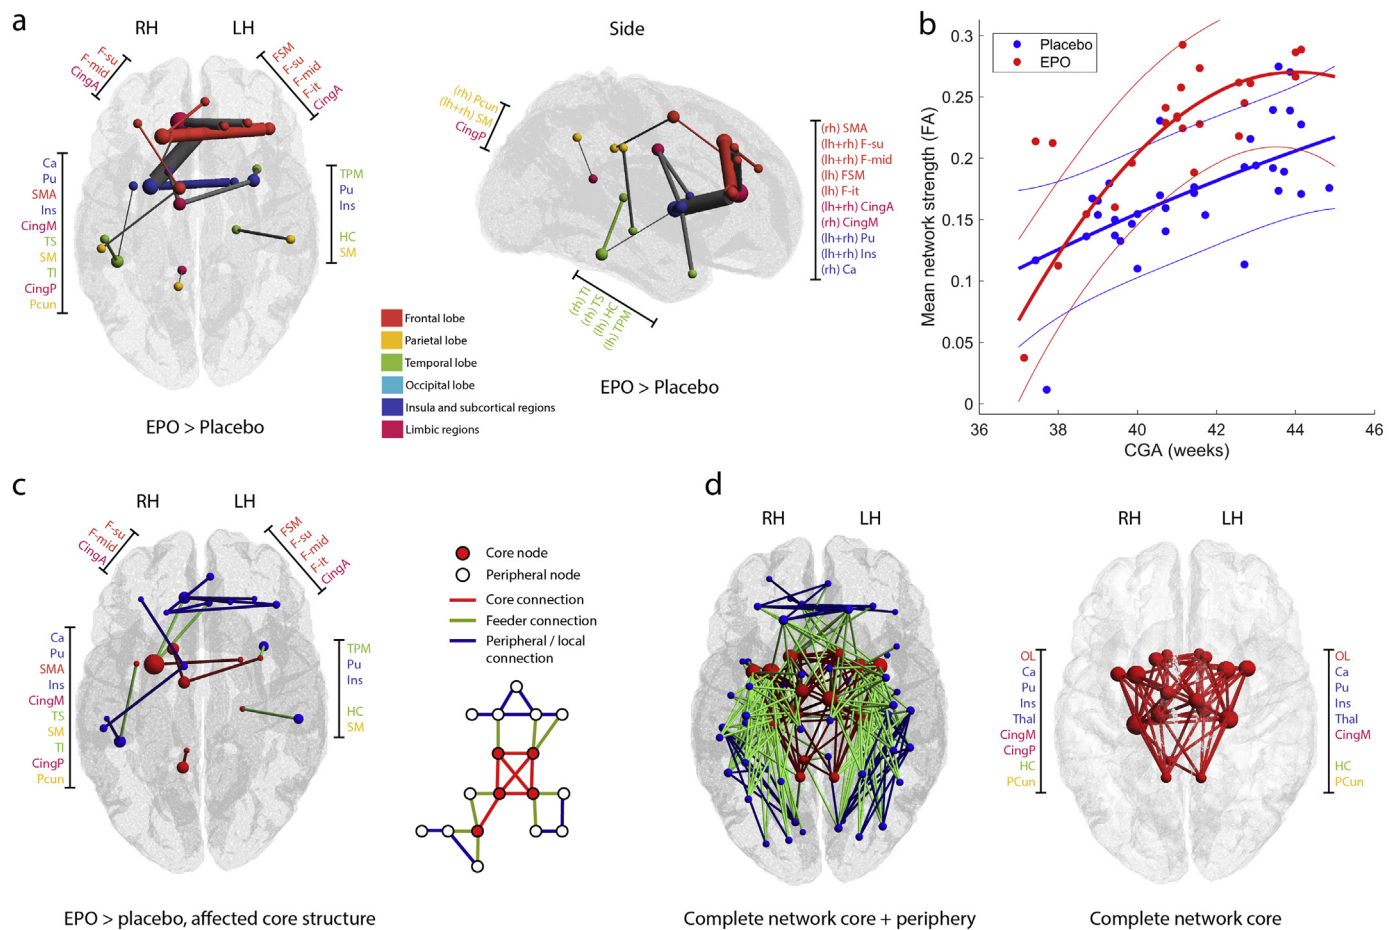 a
RH
LH
F-su
F-mid
CingA
FSM
F-su
F-mid
F-it
CingA
Ca
Pu
SMA
Ins
CingM
TS
SM
TI
CingP
Pcun
TPM
Pu
Ins
HC
SM
EPO > Placebo
Side
(rh) Pcun
(lh+rh) SM
CingP
(rh) SMA
(lh+rh) F-su
(lh+rh) F-mid
(lh) FSM
(lh) F-it
(lh+rh) CingA
(rh) CingM
(lh+rh) Pu
(lh+rh) Ins
(rh) Ca
(rh) TI
(rh) TS
(lh) HC
(lh) TPM
Frontal lobe
Parietal lobe
Temporal lobe
Occipital lobe
Insula and subcortical regions
Limbic regions
EPO > Placebo
b
Placebo
EPO
Mean network strength (FA)
0.3
0.25
0.2
0.15
0.1
0.05
0
36
38
40
42
44
46
CGA (weeks)
c
RH
LH
F-su
F-mid
CingA
FSM
F-su
F-mid
F-it
CingA
Ca
Pu
SMA
Ins
CingM
TS
SM
TI
CingP
Pcun
TPM
Pu
Ins
HC
SM
EPO > placebo, affected core structure
Core node
Peripheral node
Core connection
Feeder connection
Peripheral / local
connection
d
RH
LH
Complete network core + periphery
RH
LH
OL
Ca
Pu
Ins
Thal
CingM
CingP
HC
PCun
OL
Ca
Pu
Ins
Thal
CingM
HC
PCun
Complete network core